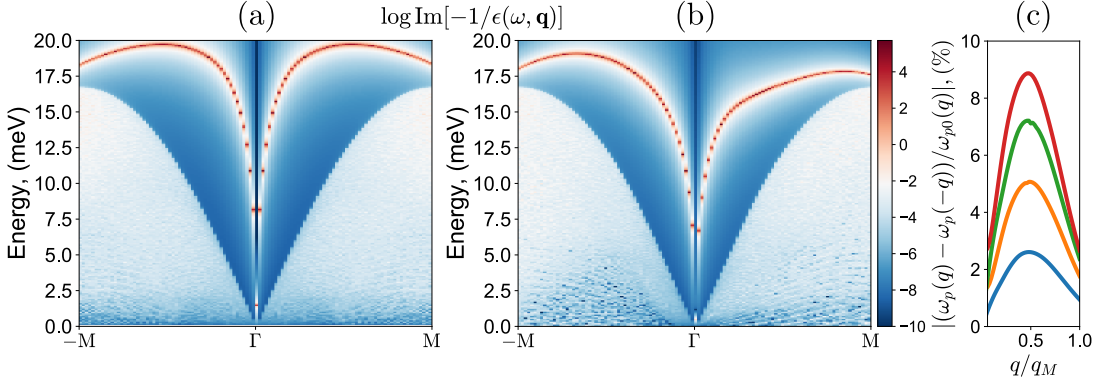 (a)
log Im[−1/ϵ(ω, q)]
(b)
(c)
Energy, (meV)
20.0
17.5
15.0
12.5
10.0
7.5
5.0
2.5
0.0
−M
Γ
M
Energy, (meV)
20.0
17.5
15.0
12.5
10.0
7.5
5.0
2.5
0.0
−M
Γ
M
4
2
0
−2
−4
−6
−8
−10
|(ωp(q) − ωp(−q))/ωp0(q)|, (%)
10
8
6
4
2
0
0.5
1.0
q/qM